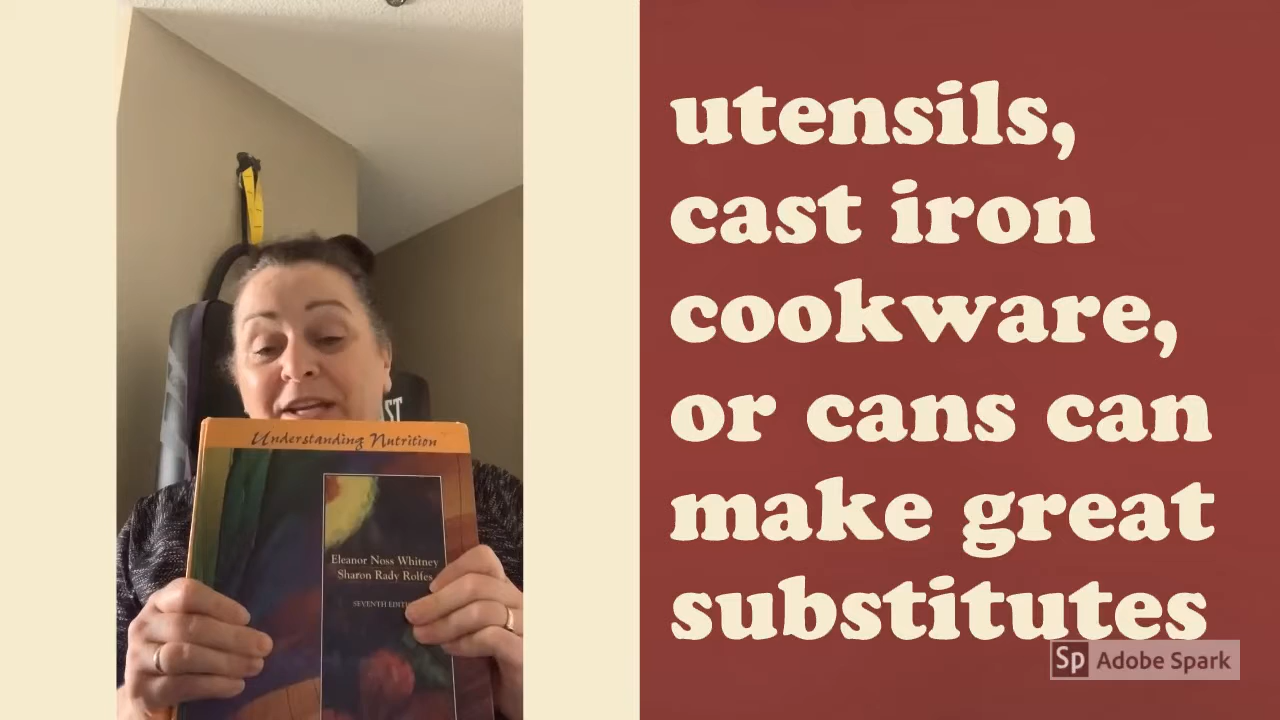 ST
Understanding Nutrition
Eleanor Noss Whitney
Sharon Rady Rolfes
SEVENTH
utensils,
cast iron
cookware,
or cans can
make great
substitutes
Sp Adobe Spark